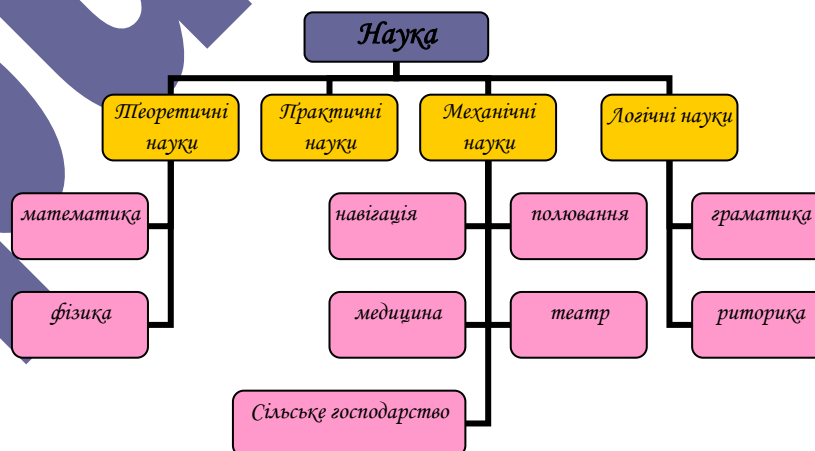 Наука
Теоретичні
науки
Практичні
науки
Механічні
науки
Логічні науки
математика
навігація
полювання
граматика
фізика
медицина
театр
риторика
Сільське господарство